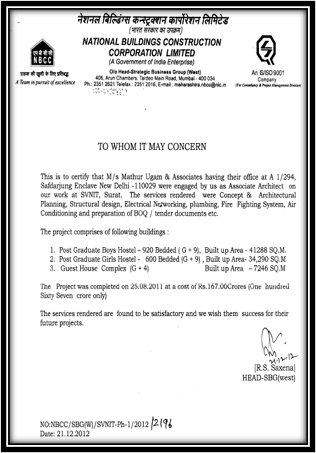 नेशनल बिल्डिंग्स कन्स्ट्रक्शन कार्पोरेशन लिमिटेड
(भारत सरकार का उपक्रम)
NATIONAL BUILDINGS CONSTRUCTION
CORPORATION LIMITED
(A Government of India Enterprise)
O/o Head-Strategic Business Group (West)
406, Arun Chambers, Tardeo Main Road, Mumbai - 400 034
Ph: 2351 5066 Telefax : 2351 2016, E-mail : maharashtra.nbcc@nic.in
एन बी सी सी
NBCC
ग्राहक की खुशी के लिए प्रतिबद्ध
A Team in pursuit of excellence
An IS/ISO 9001
Company
(For Consultancy & Project Management Division)
TO WHOM IT MAY CONCERN
This is to certify that M/s Mathur Ugam & Associates having their office at A 1/294,
Safdarjung Enclave New Delhi -110029 were engaged by us as Associate Architect on
our work at SVNIT, Surat. The services rendered were Concept & Architectural
Planning, Structural design, Electrical Networking, plumbing, Fire Fighting System, Air
Conditioning and preparation of BOQ / tender documents etc.
The project comprises of following buildings :
1. Post Graduate Boys Hostel – 920 Bedded ( G + 9), Built up Area - 41288 SQ.M
2. Post Graduate Girls Hostel - 600 Bedded (G + 9) , Built up Area- 34,290 SQ.M
3. Guest House Complex (G + 4) Built up Area – 7246 SQ.M
The Project was completed on 25.08.2011 at a cost of Rs.167.00Crores (One hundred
Sixty Seven crore only)
The services rendered are found to be satisfactory and we wish them success for their
future projects.
21-12-12
[R.S. Saxena]
HEAD-SBG(west)
NO:NBCC/SBG(W)/SVNIT-Ph-1/2012/2196
Date: 21.12.2012